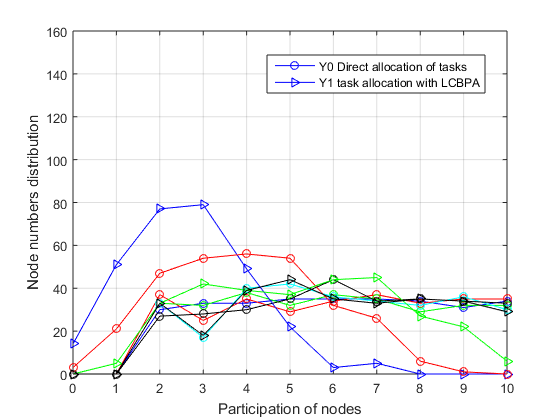 160
140
120
100
80
60
40
20
0
Node numbers distribution
Y0 Direct allocation of tasks
Y1 task allocation with LCBPA
0 1 2 3 4 5 6 7 8 9 10
Participation of nodes